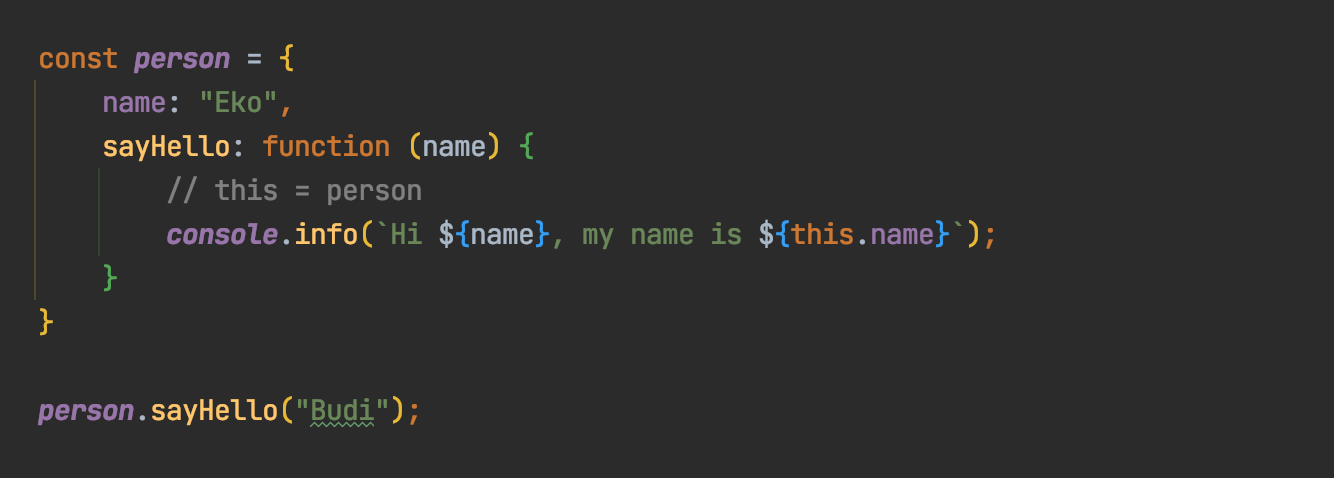 const person = {
    name: "Eko",
    sayHello: function (name) {
        // this = person
        console.info(`Hi ${name}, my name is ${this.name}`);
    }
}
person.sayHello("Budi");